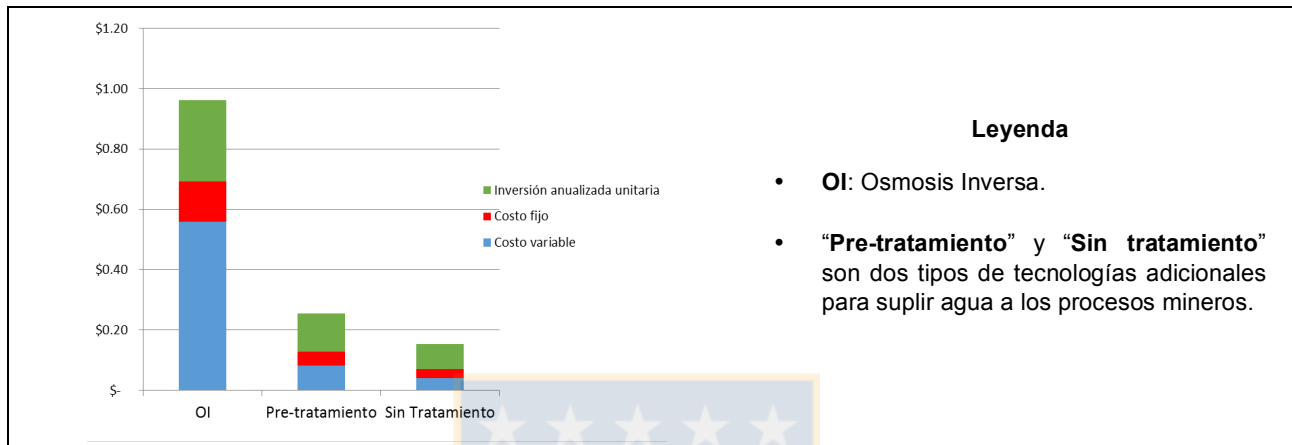 $1.20
$1.00
$0.80
$0.60
$0.40
$0.20
$-
OI
Pre-tratamiento
Sin Tratamiento
Inversión anualizada unitaria
Costo fijo
Costo variable
Leyenda
• OI: Osmosis Inversa.
• “Pre-tratamiento” y “Sin tratamiento”
son dos tipos de tecnologías adicionales
para suplir agua a los procesos mineros.